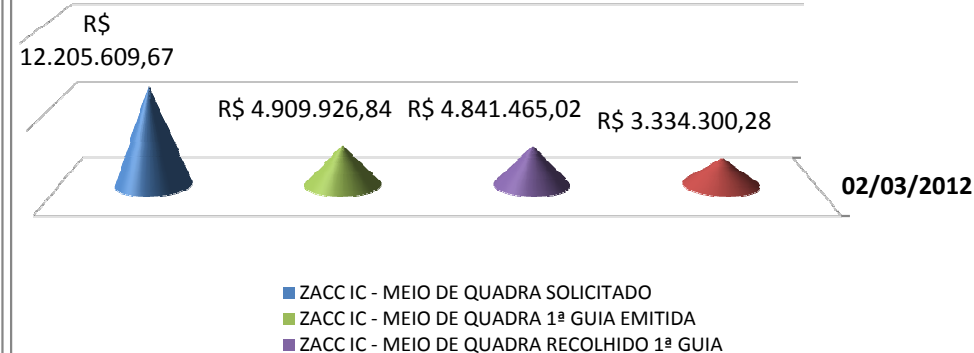 R$
12.205.609,67
R$ 4.909.926,84 R$ 4.841.465,02 R$ 3.334.300,28
02/03/2012
ZACC IC - MEIO DE QUADRA SOLICITADO
ZACC IC - MEIO DE QUADRA 1ª GUIA EMITIDA
ZACC IC - MEIO DE QUADRA RECOLHIDO 1ª GUIA